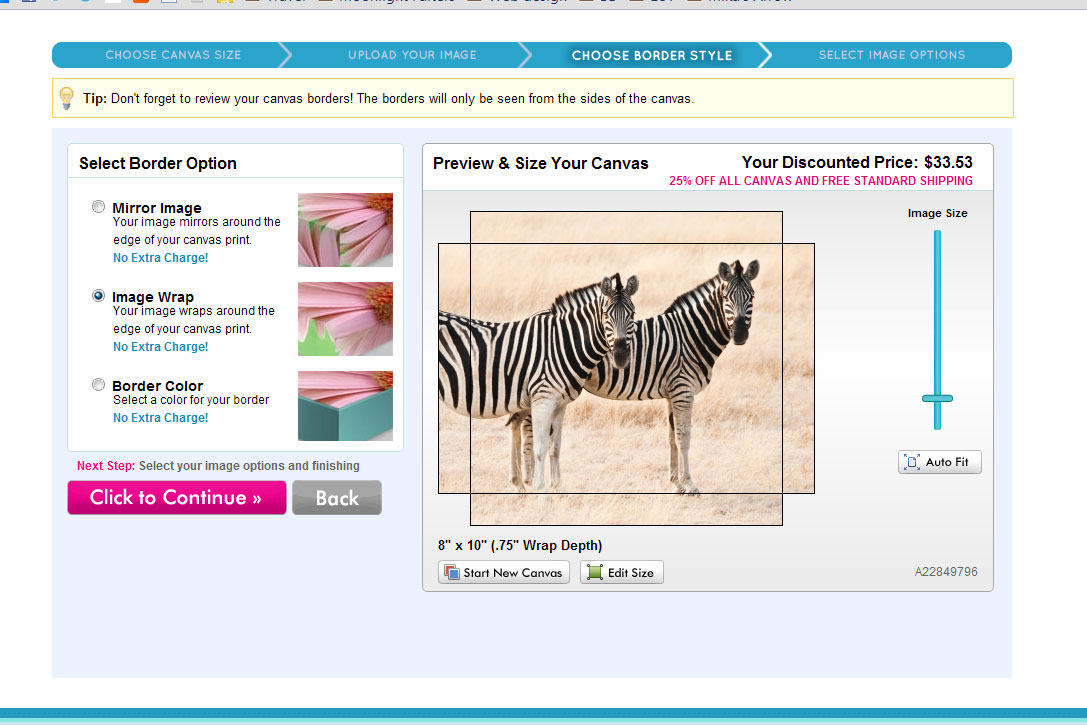 CHOOSE CANVAS SIZE
UPLOAD YOUR IMAGE
CHOOSE BORDER STYLE
SELECT IMAGE OPTIONS
Tip: Don't forget to review your canvas borders! The borders will only be seen from the sides of the canvas.
Select Border Option
Mirror Image
Your image mirrors around the
edge of your canvas print.
No Extra Charge!
Image Wrap
Your image wraps around the
edge of your canvas print.
No Extra Charge!
Border Color
Select a color for your border
No Extra Charge!
Next Step: Select your image options and finishing
Click to Continue »
Back
Preview & Size Your Canvas
Your Discounted Price: $33.53
25% OFF ALL CANVAS AND FREE STANDARD SHIPPING
Image Size
Auto Fit
8" x 10" (.75" Wrap Depth)
Start New Canvas
Edit Size
A22849796